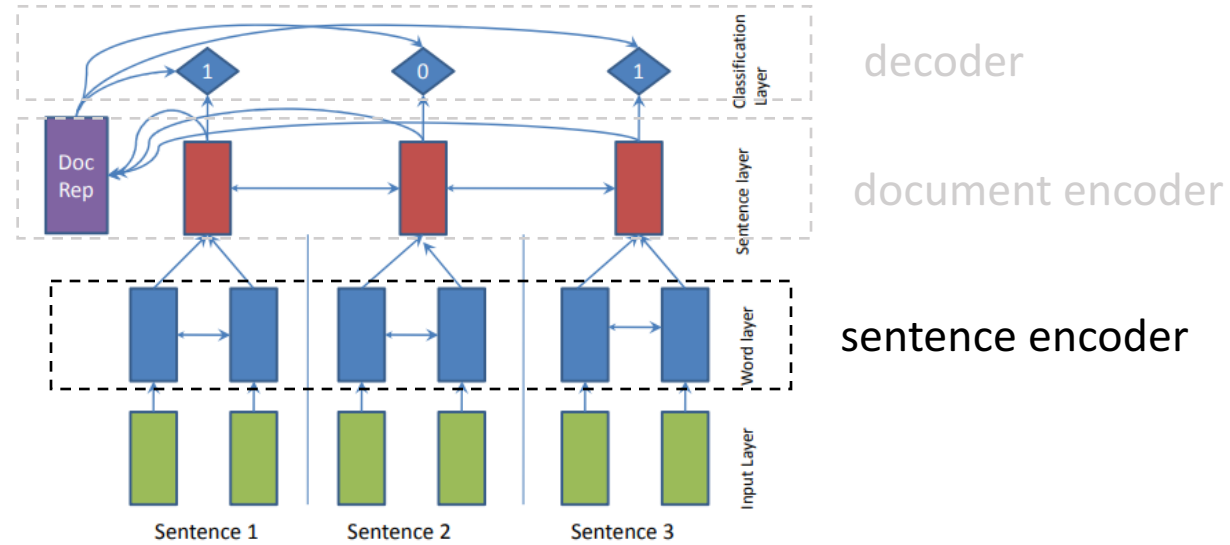 1
0
1
Classification
Layer
decoder
Doc
Rep
Sentence layer
document encoder
Word layer
sentence encoder
Input Layer
Sentence 1
Sentence 2
Sentence 3